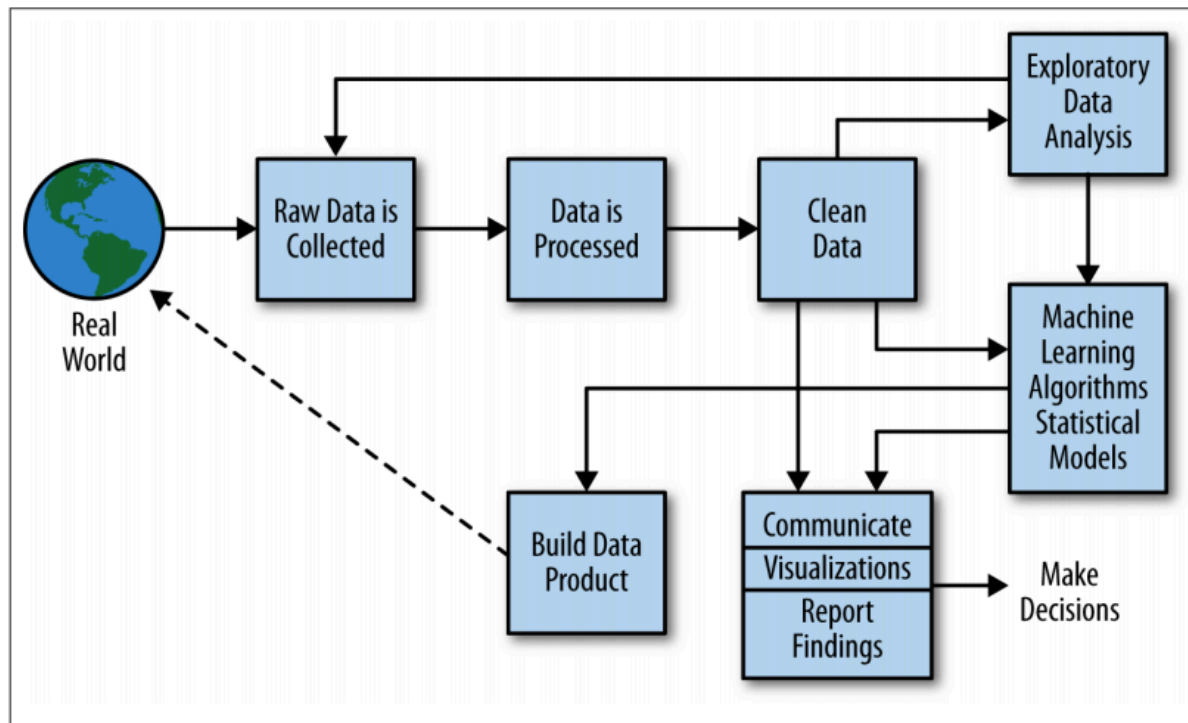 Exploratory
Data
Analysis
Raw Data is
Collected
Data is
Processed
Clean
Data
Real
World
Machine
Learning
Algorithms
Statistical
Models
Build Data
Product
Communicate
Visualizations
Report
Findings
Make
Decisions